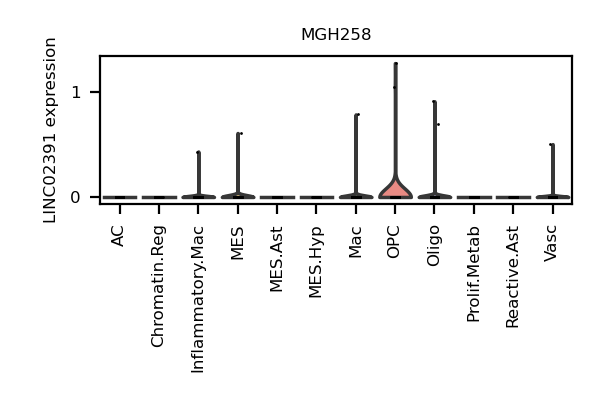 MGH258
LINC02391 expression
1
0
AC
Chromatin.Reg
Inflammatory.Mac
MES
MES.Ast
MES.Hyp
Mac
OPC
Oligo
Prolif.Metab
Reactive.Ast
Vasc